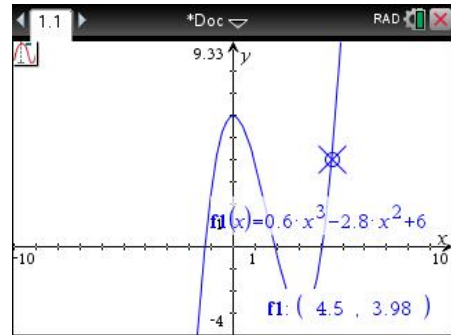 1.1 *Doc RAD
9.33 y
f1(x)=0.6·x³−2.8·x²+6
x
-10 1 10
-4 f1: ( 4.5 , 3.98 )